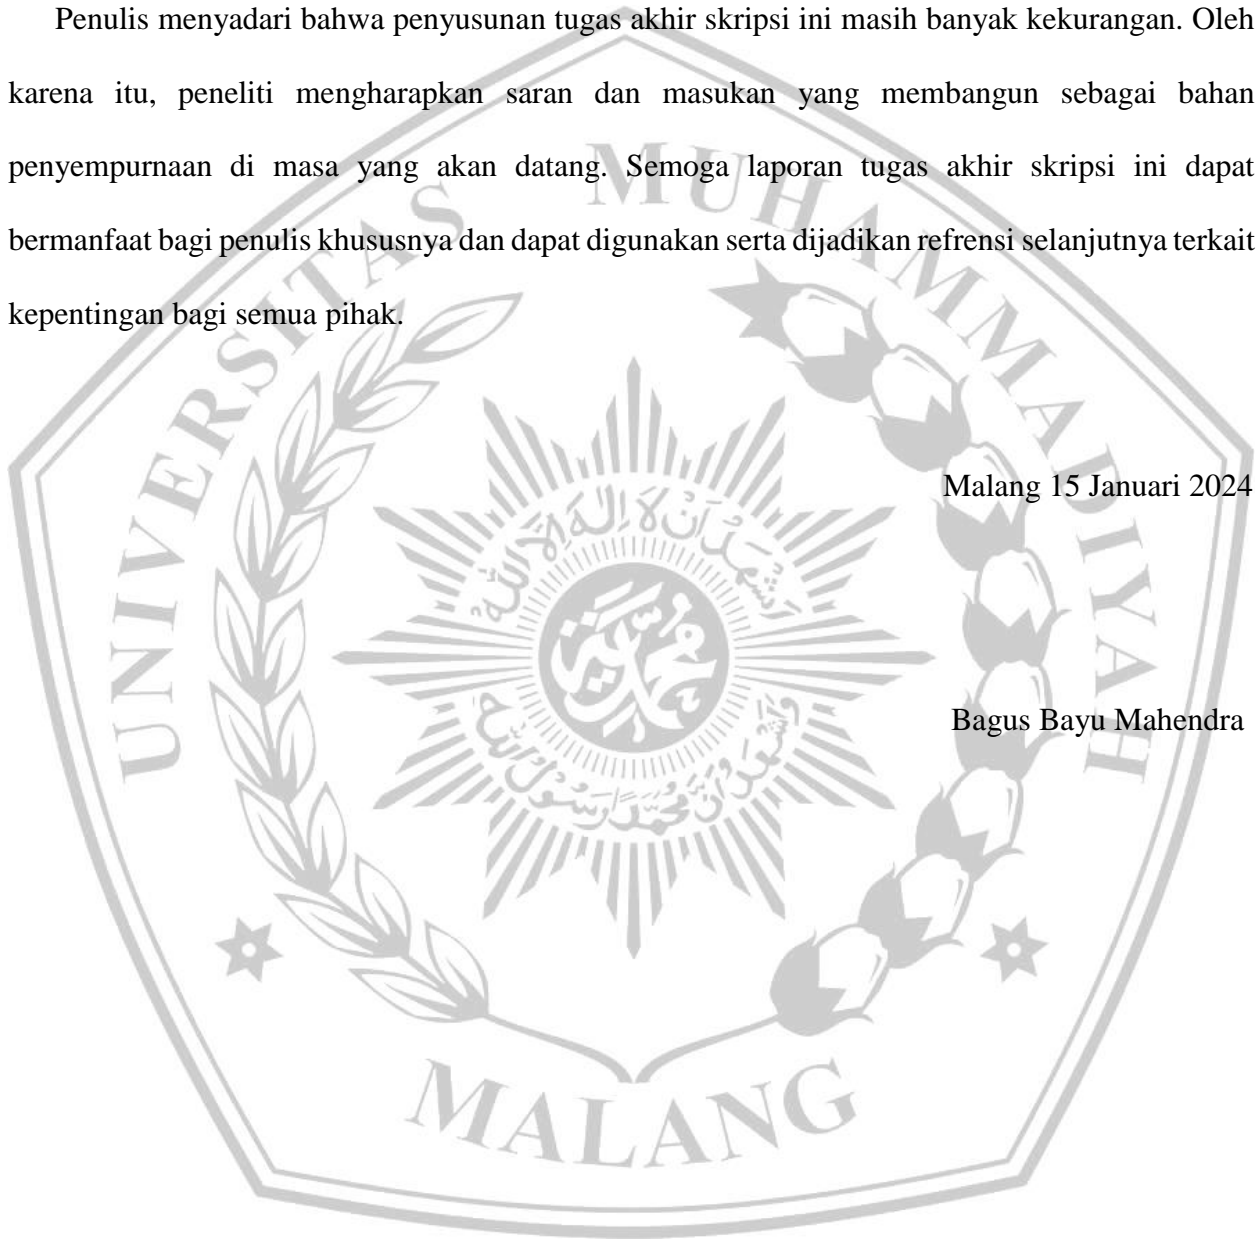 Penulis menyadari bahwa penyusunan tugas akhir skripsi ini masih banyak kekurangan. Oleh
karena itu, peneliti mengharapkan saran dan masukan yang membangun sebagai bahan
penyempurnaan di masa yang akan datang. Semoga laporan tugas akhir skripsi ini dapat
bermanfaat bagi penulis khususnya dan dapat digunakan serta dijadikan refrensi selanjutnya terkait
kepentingan bagi semua pihak.
Malang 15 Januari 2024
Bagus Bayu Mahendra
UNIVERSITAS MUHAMMADIYAH
MALANG